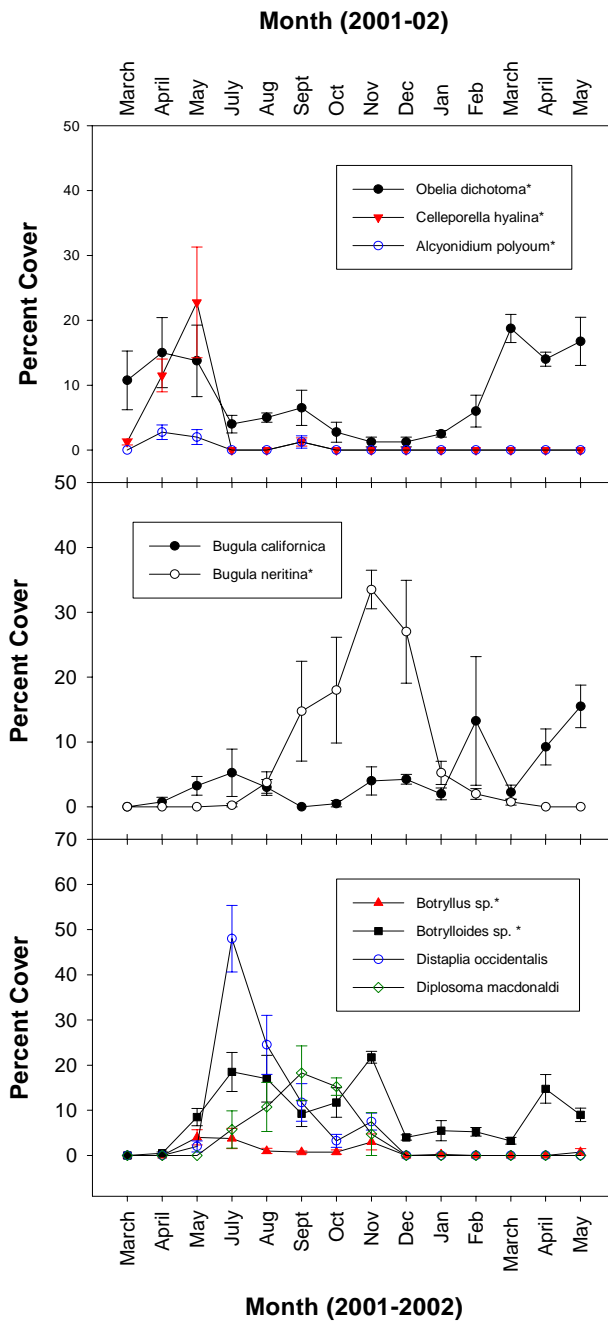 Month (2001-02)
March April May July Aug Sept Oct Nov Dec Jan Feb March April May
50
40
30
20
10
0
Percent Cover
Obelia dichotoma*
Celleporella hyalina*
Alcyonidium polyoum*
50
40
30
20
10
0
Percent Cover
Bugula californica
Bugula neritina*
70
60
50
40
30
20
10
0
Percent Cover
Botryllus sp.*
Botrylloides sp. *
Distaplia occidentalis
Diplosoma macdonaldi
March April May July Aug Sept Oct Nov Dec Jan Feb March April May
Month (2001-2002)